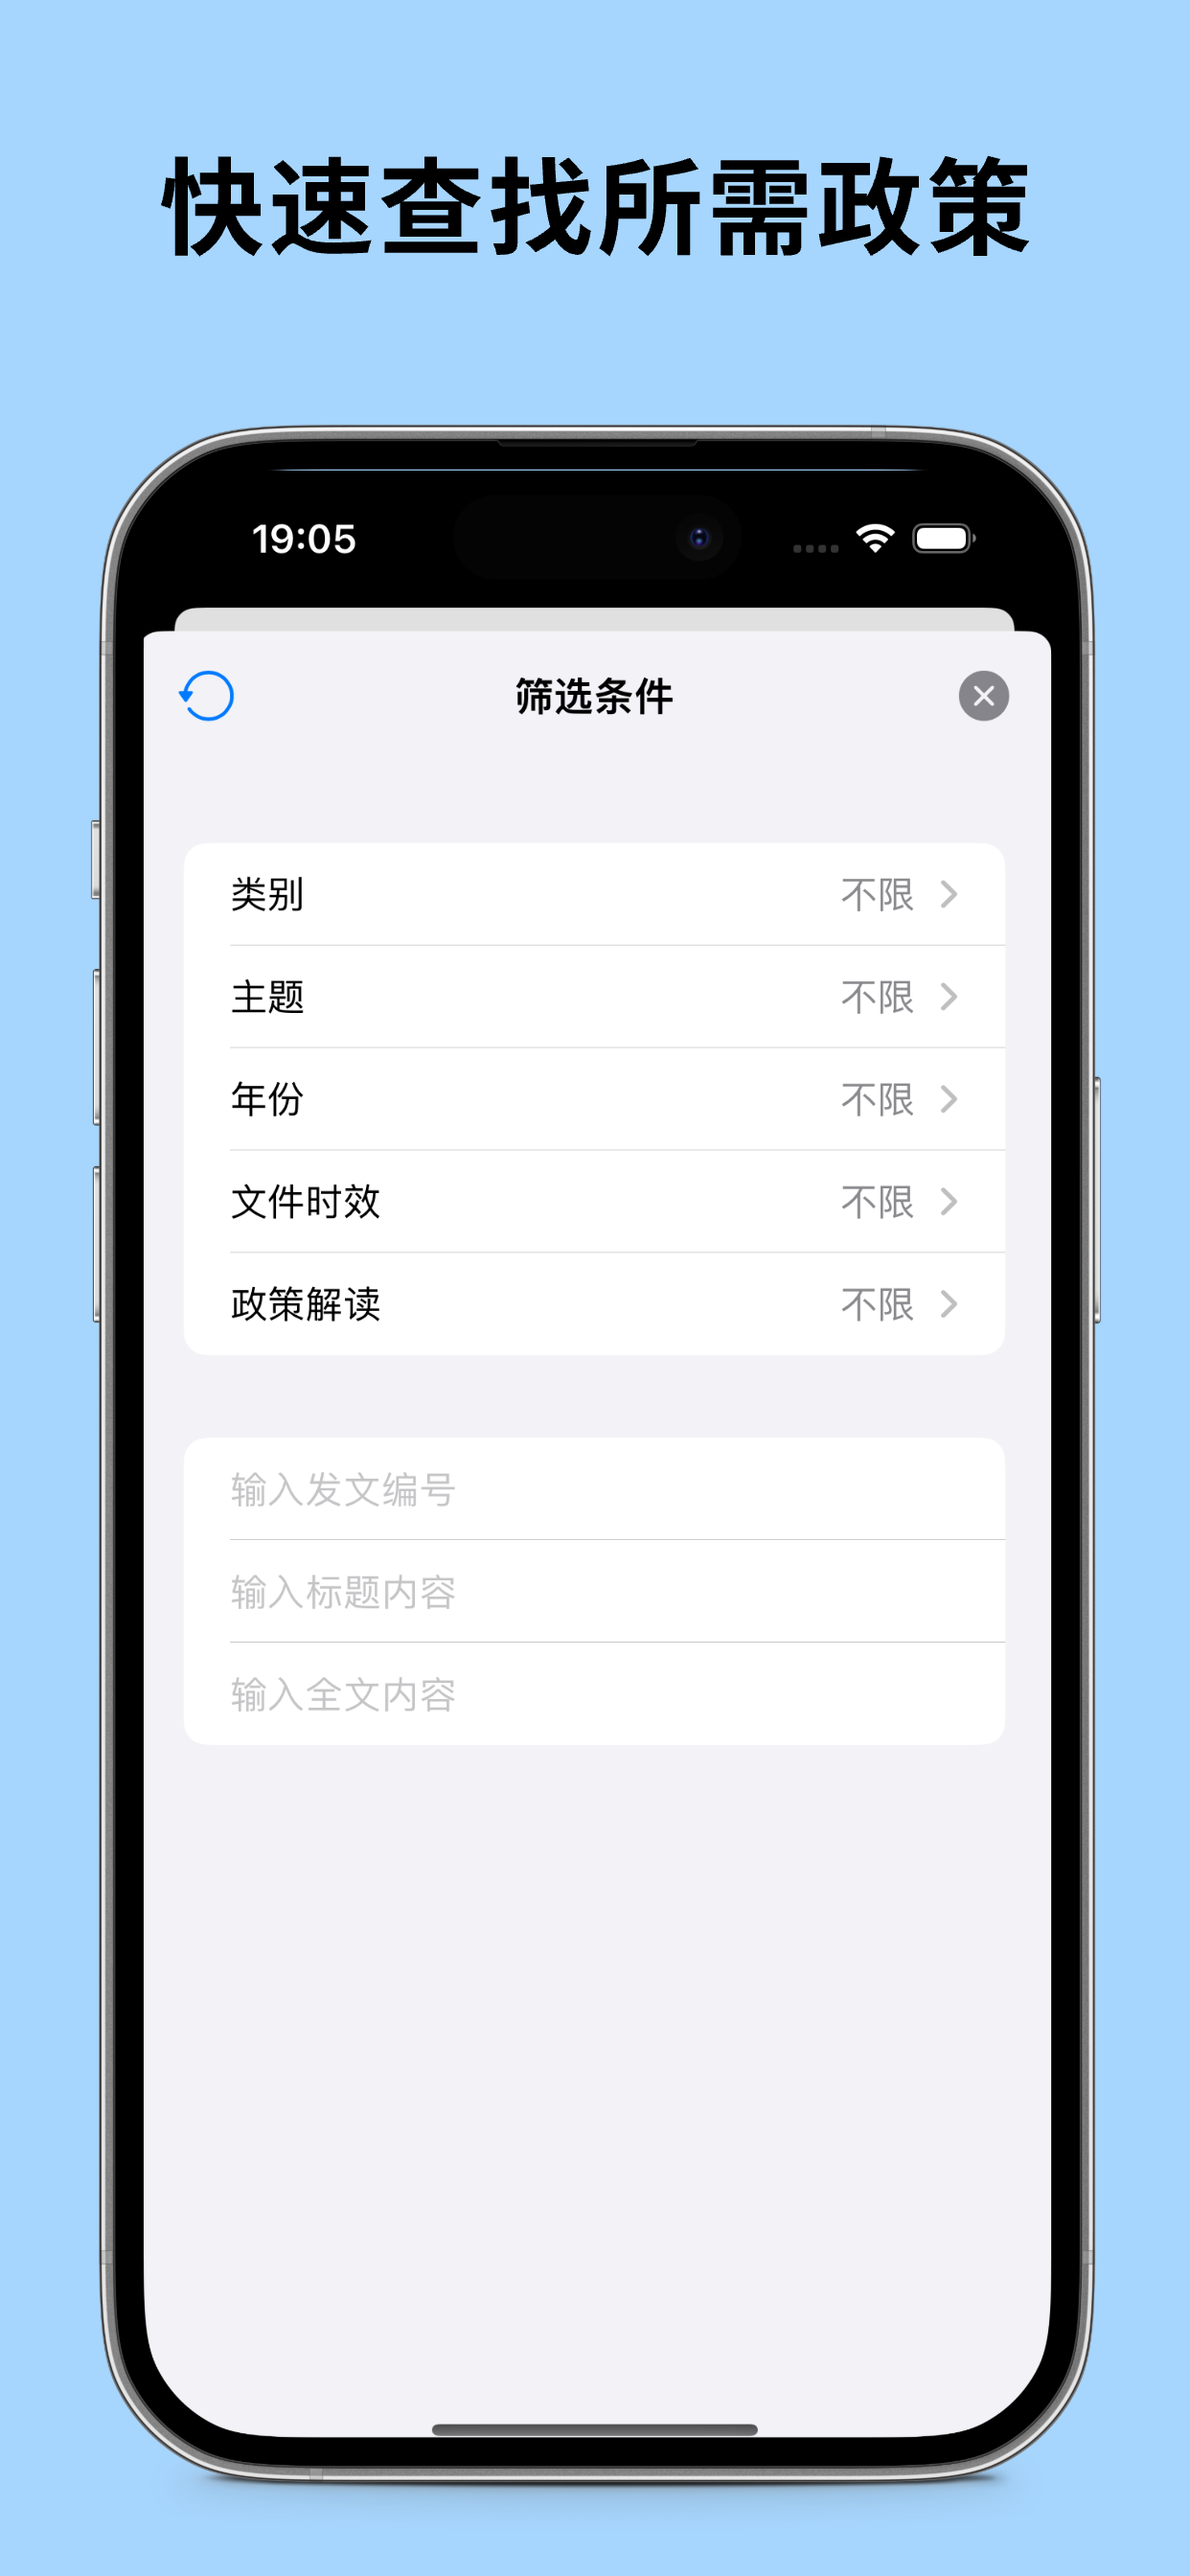 快速查找所需政策
19:05
筛选条件
类别 不限
主题 不限
年份 不限
文件时效 不限
政策解读 不限
输入发文编号
输入标题内容
输入全文内容